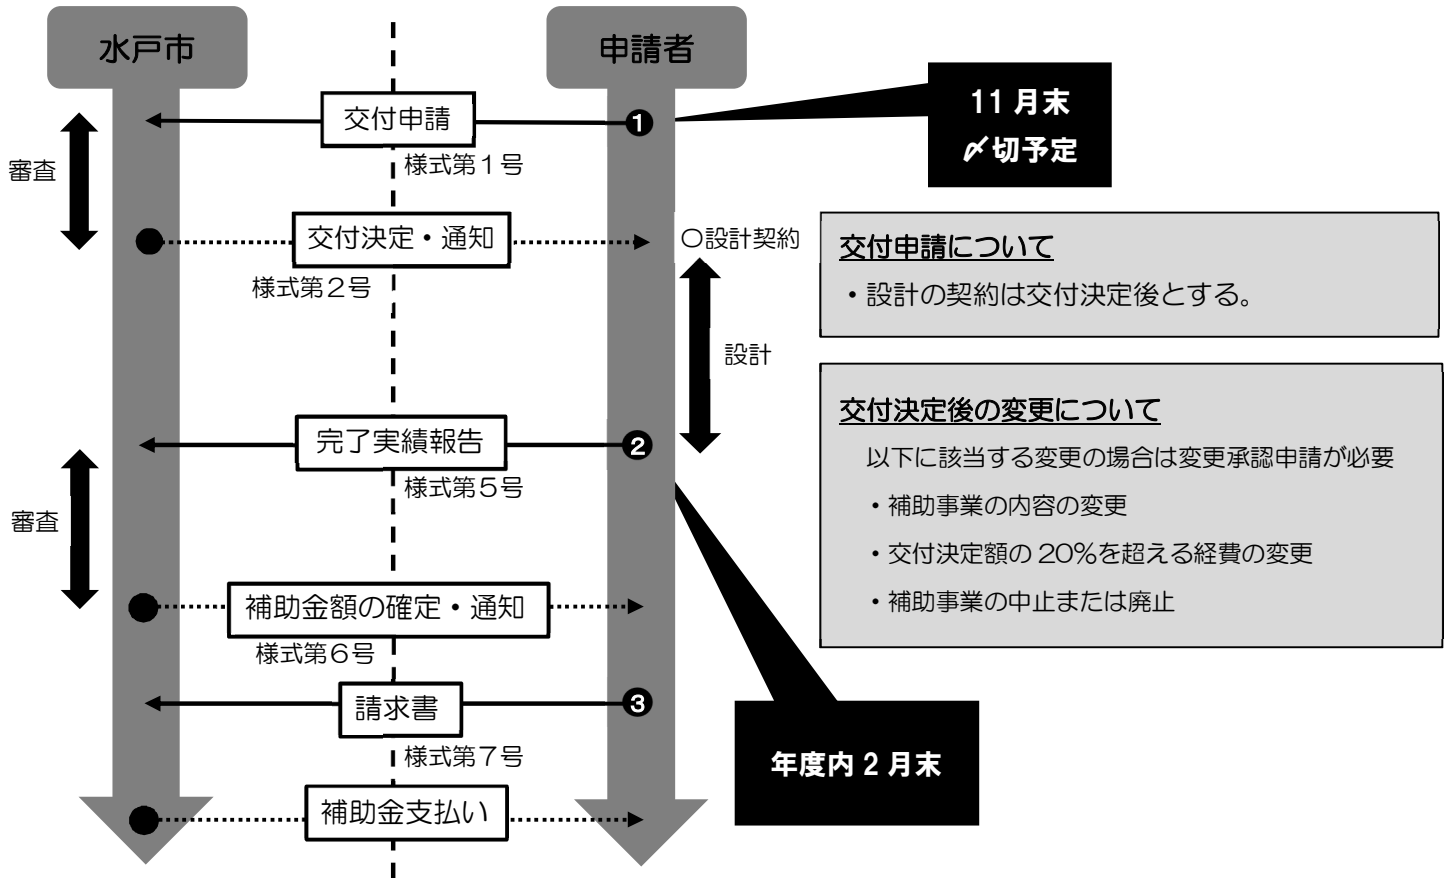 水戸市
申請者
交付申請
❶
様式第1号
11月末
〆切予定
審査
交付決定・通知
様式第2号
〇設計契約
設計
交付申請について
・設計の契約は交付決定後とする。
交付決定後の変更について
以下に該当する変更の場合は変更承認申請が必要
・補助事業の内容の変更
・交付決定額の20%を超える経費の変更
・補助事業の中止または廃止
完了実績報告
❷
様式第5号
審査
補助金額の確定・通知
様式第6号
請求書
❸
様式第7号
年度内2月末
補助金支払い